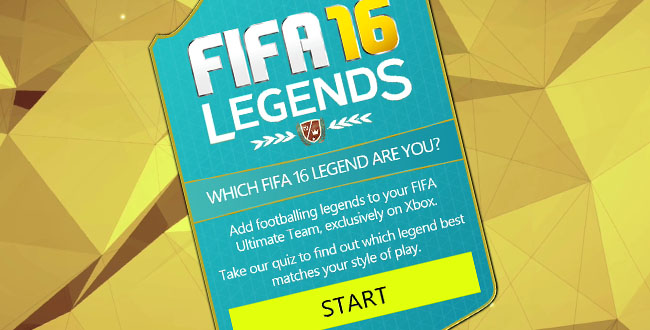 FIFA 16
LEGENDS
WHICH FIFA 16 LEGEND ARE YOU?
Add footballing legends to your FIFA
Ultimate Team, exclusively on Xbox.
Take our quiz to find out which legend best
matches your style of play.
START